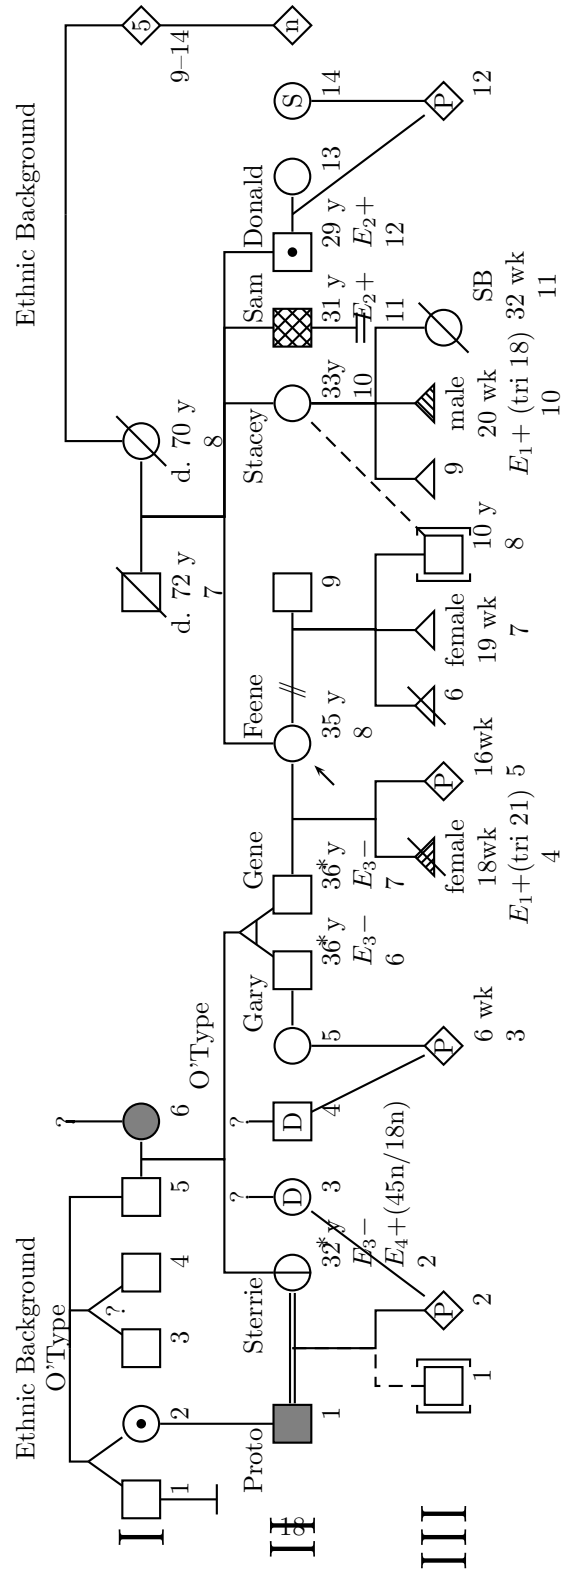 Ethnic Background
O'Type
Ethnic Background
I
1
2
3
4
?
5
?
6
d. 72 y
7
d. 70 y
8
5
9–14
O'Type
II
18
Proto
1
Sterrie
32* y
E₃−
E₄+(45n/18n)
2
?
D
3
?
D
4
5
Gary
36* y
E₃−
6
Gene
36* y
E₃−
7
Feene
35 y
8
9
Stacey
33y
10
Sam
31 y
E₂+
11
Donald
29 y
E₂+
12
13
S
14
n
III
1
P
2
P
6 wk
3
female
18wk
E₁+(tri 21)
4
P
16wk
5
6
female
19 wk
7
10 y
8
9
male
20 wk
E₁+ (tri 18)
10
SB
32 wk
11
P
12